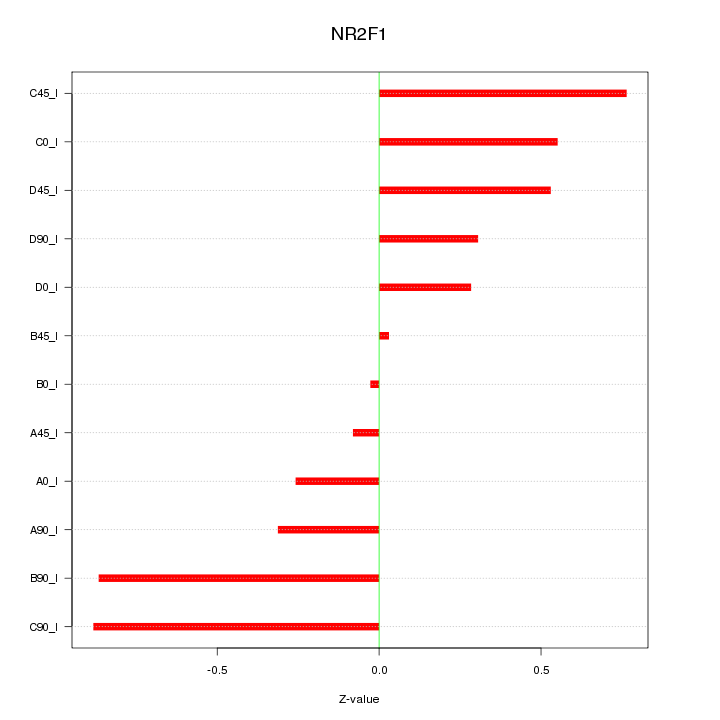 NR2F1
C45_I
C0_I
D45_I
D90_I
D0_I
B45_I
B0_I
A45_I
A0_I
A90_I
B90_I
C90_I
-0.5 0.0 0.5
Z-value